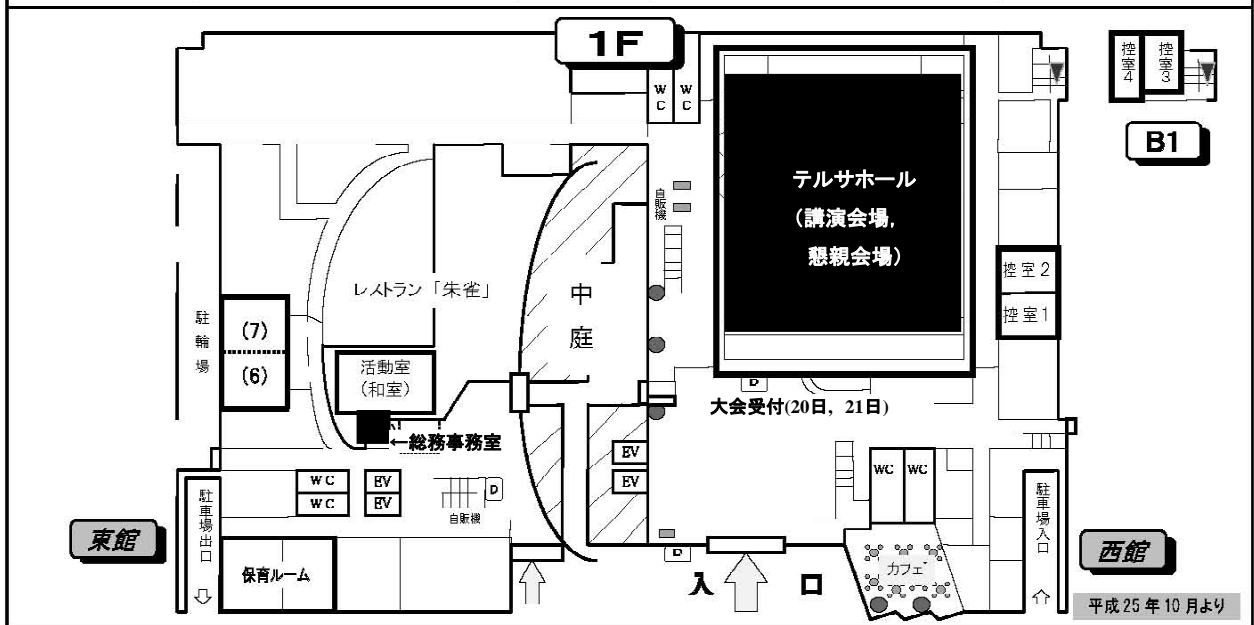 1F
W
C
W
C
控室4
控室3
B1
テルサホール
(講演会場,
懇親会場)
自販機
控室2
控室1
レストラン「朱雀」
中
庭
駐
輪
場
(7)
(6)
活動室
(和室)
D
大会受付(20日, 21日)
←総務事務室
EV
EV
WC
WC
WC
WC
EV
EV
D
自販機
駐車場出口
駐車場入口
東館
西館
保育ルーム
D
入 口
カフェ
平成25年10月より